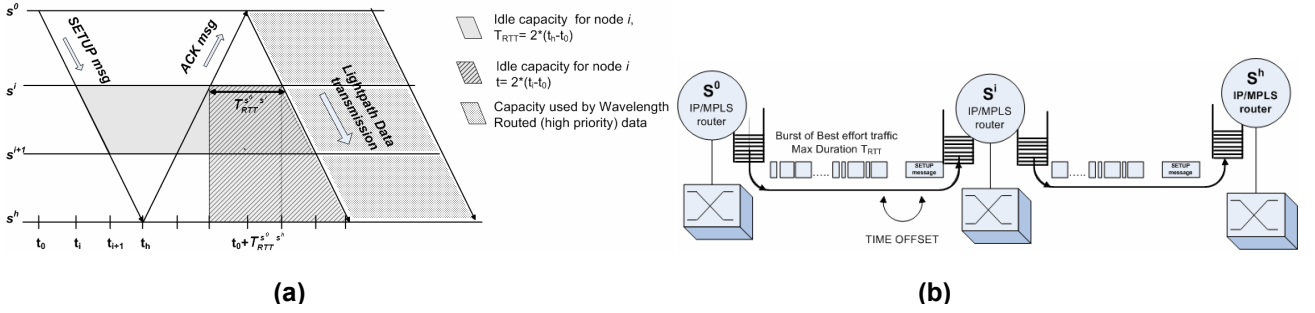 s⁰
SETUP msg
ACK msg
sⁱ
T_RTT^{s⁰ sⁱ}
Lightpath Data
transmission
sⁱ⁺¹
sʰ
t₀
tᵢ
tᵢ₊₁
tₕ
t₀+T_RTT^{s⁰ sʰ}
Idle capacity for node i,
T_RTT= 2*(tₕ-t₀)
Idle capacity for node i
t= 2*(tᵢ-t₀)
Capacity used by Wavelength
Routed (high priority) data
(a)
S⁰
IP/MPLS
router
Burst of Best effort traffic
Max Duration T_RTT
SETUP
message
TIME OFFSET
Sⁱ
IP/MPLS
router
SETUP
message
Sʰ
IP/MPLS
router
(b)